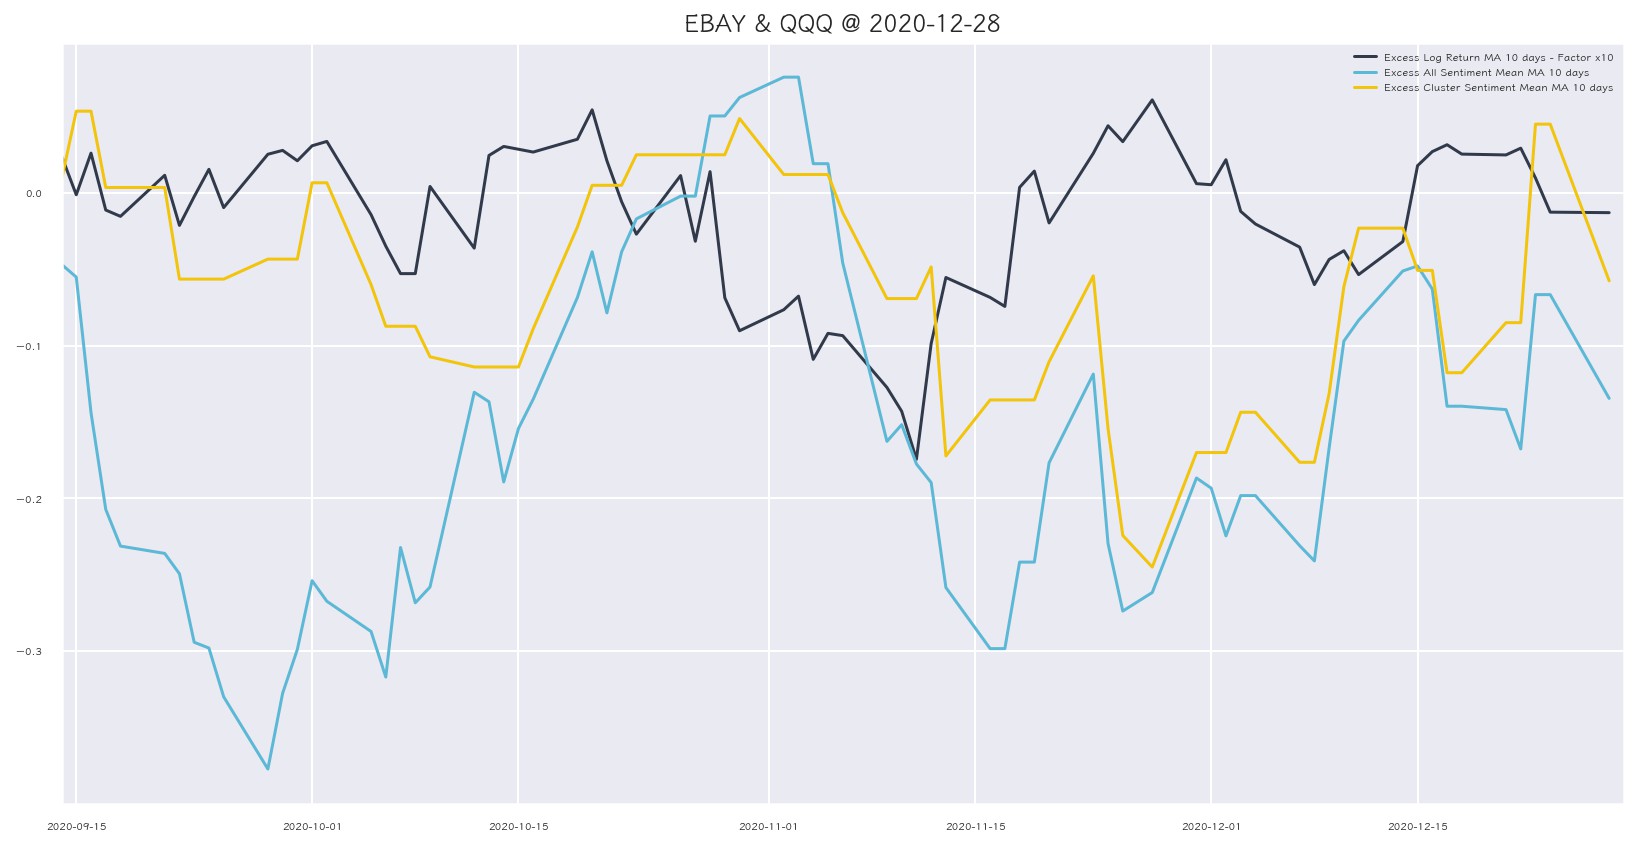 EBAY & QQQ @ 2020-12-28
Excess Log Return MA 10 days - Factor x10
Excess All Sentiment Mean MA 10 days
Excess Cluster Sentiment Mean MA 10 days
0.0
−0.1
−0.2
−0.3
2020-09-15
2020-10-01
2020-10-15
2020-11-01
2020-11-15
2020-12-01
2020-12-15